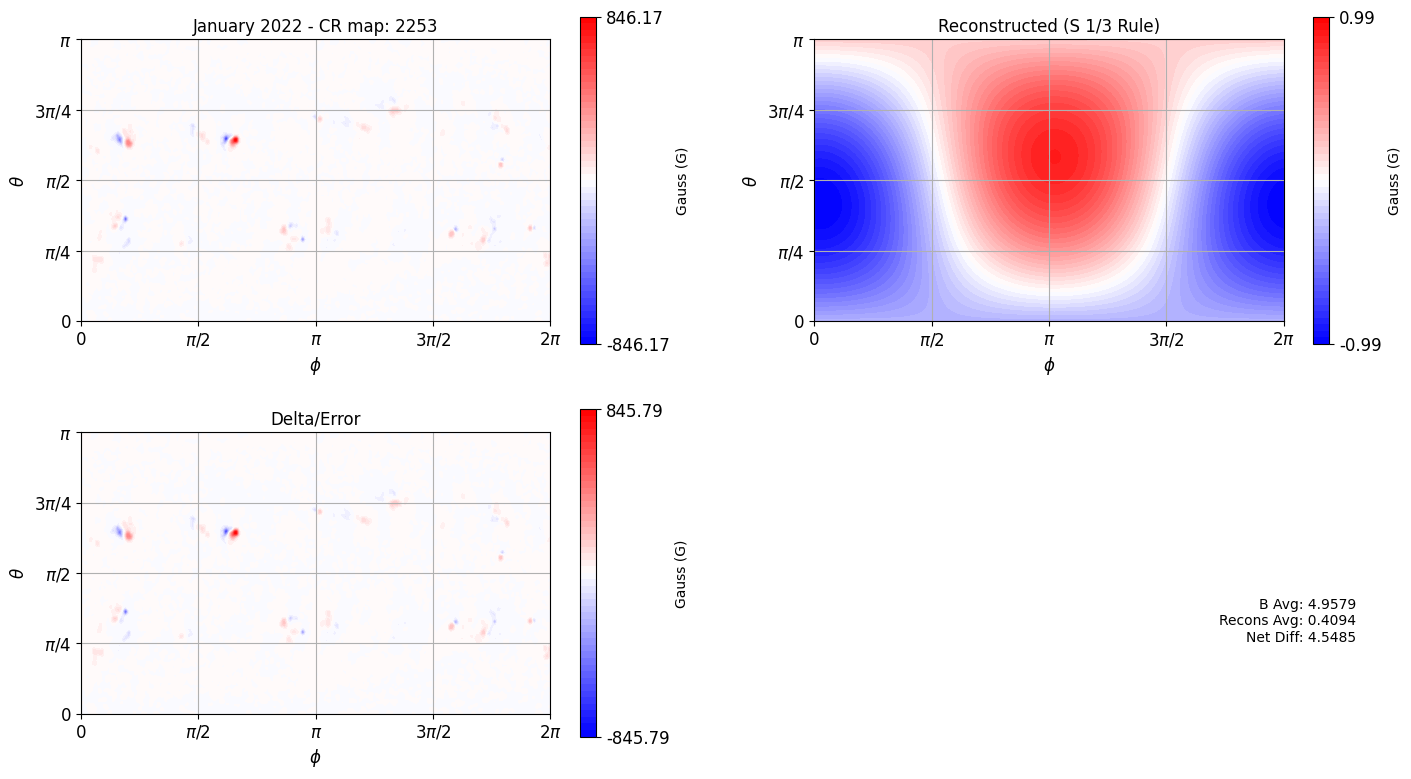 January 2022 - CR map: 2253
846.17
-846.17
Gauss (G)
π
3π/4
π/2
π/4
0
θ
0
π/2
π
3π/2
2π
ϕ
Reconstructed (S 1/3 Rule)
0.99
-0.99
Gauss (G)
π
3π/4
π/2
π/4
0
θ
0
π/2
π
3π/2
2π
ϕ
Delta/Error
845.79
-845.79
Gauss (G)
π
3π/4
π/2
π/4
0
θ
0
π/2
π
3π/2
2π
ϕ
B Avg: 4.9579
Recons Avg: 0.4094
Net Diff: 4.5485